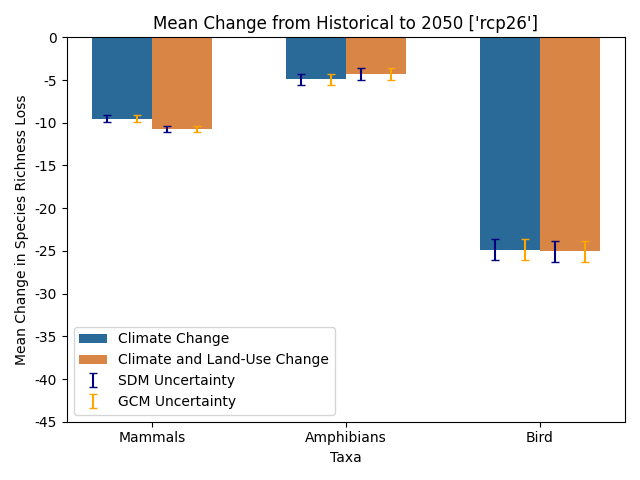 Mean Change from Historical to 2050 ['rcp26']
Mean Change in Species Richness Loss
0
-5
-10
-15
-20
-25
-30
-35
-40
-45
Climate Change
Climate and Land-Use Change
SDM Uncertainty
GCM Uncertainty
Mammals Amphibians Bird
Taxa